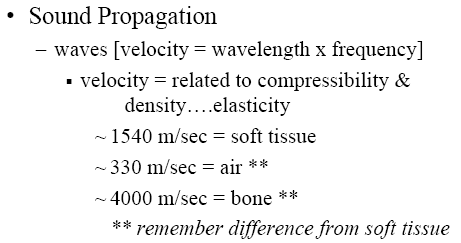 • Sound Propagation
– waves [velocity = wavelength x frequency]
▪ velocity = related to compressibility &
density….elasticity
~ 1540 m/sec = soft tissue
~ 330 m/sec = air **
~ 4000 m/sec = bone **
** remember difference from soft tissue